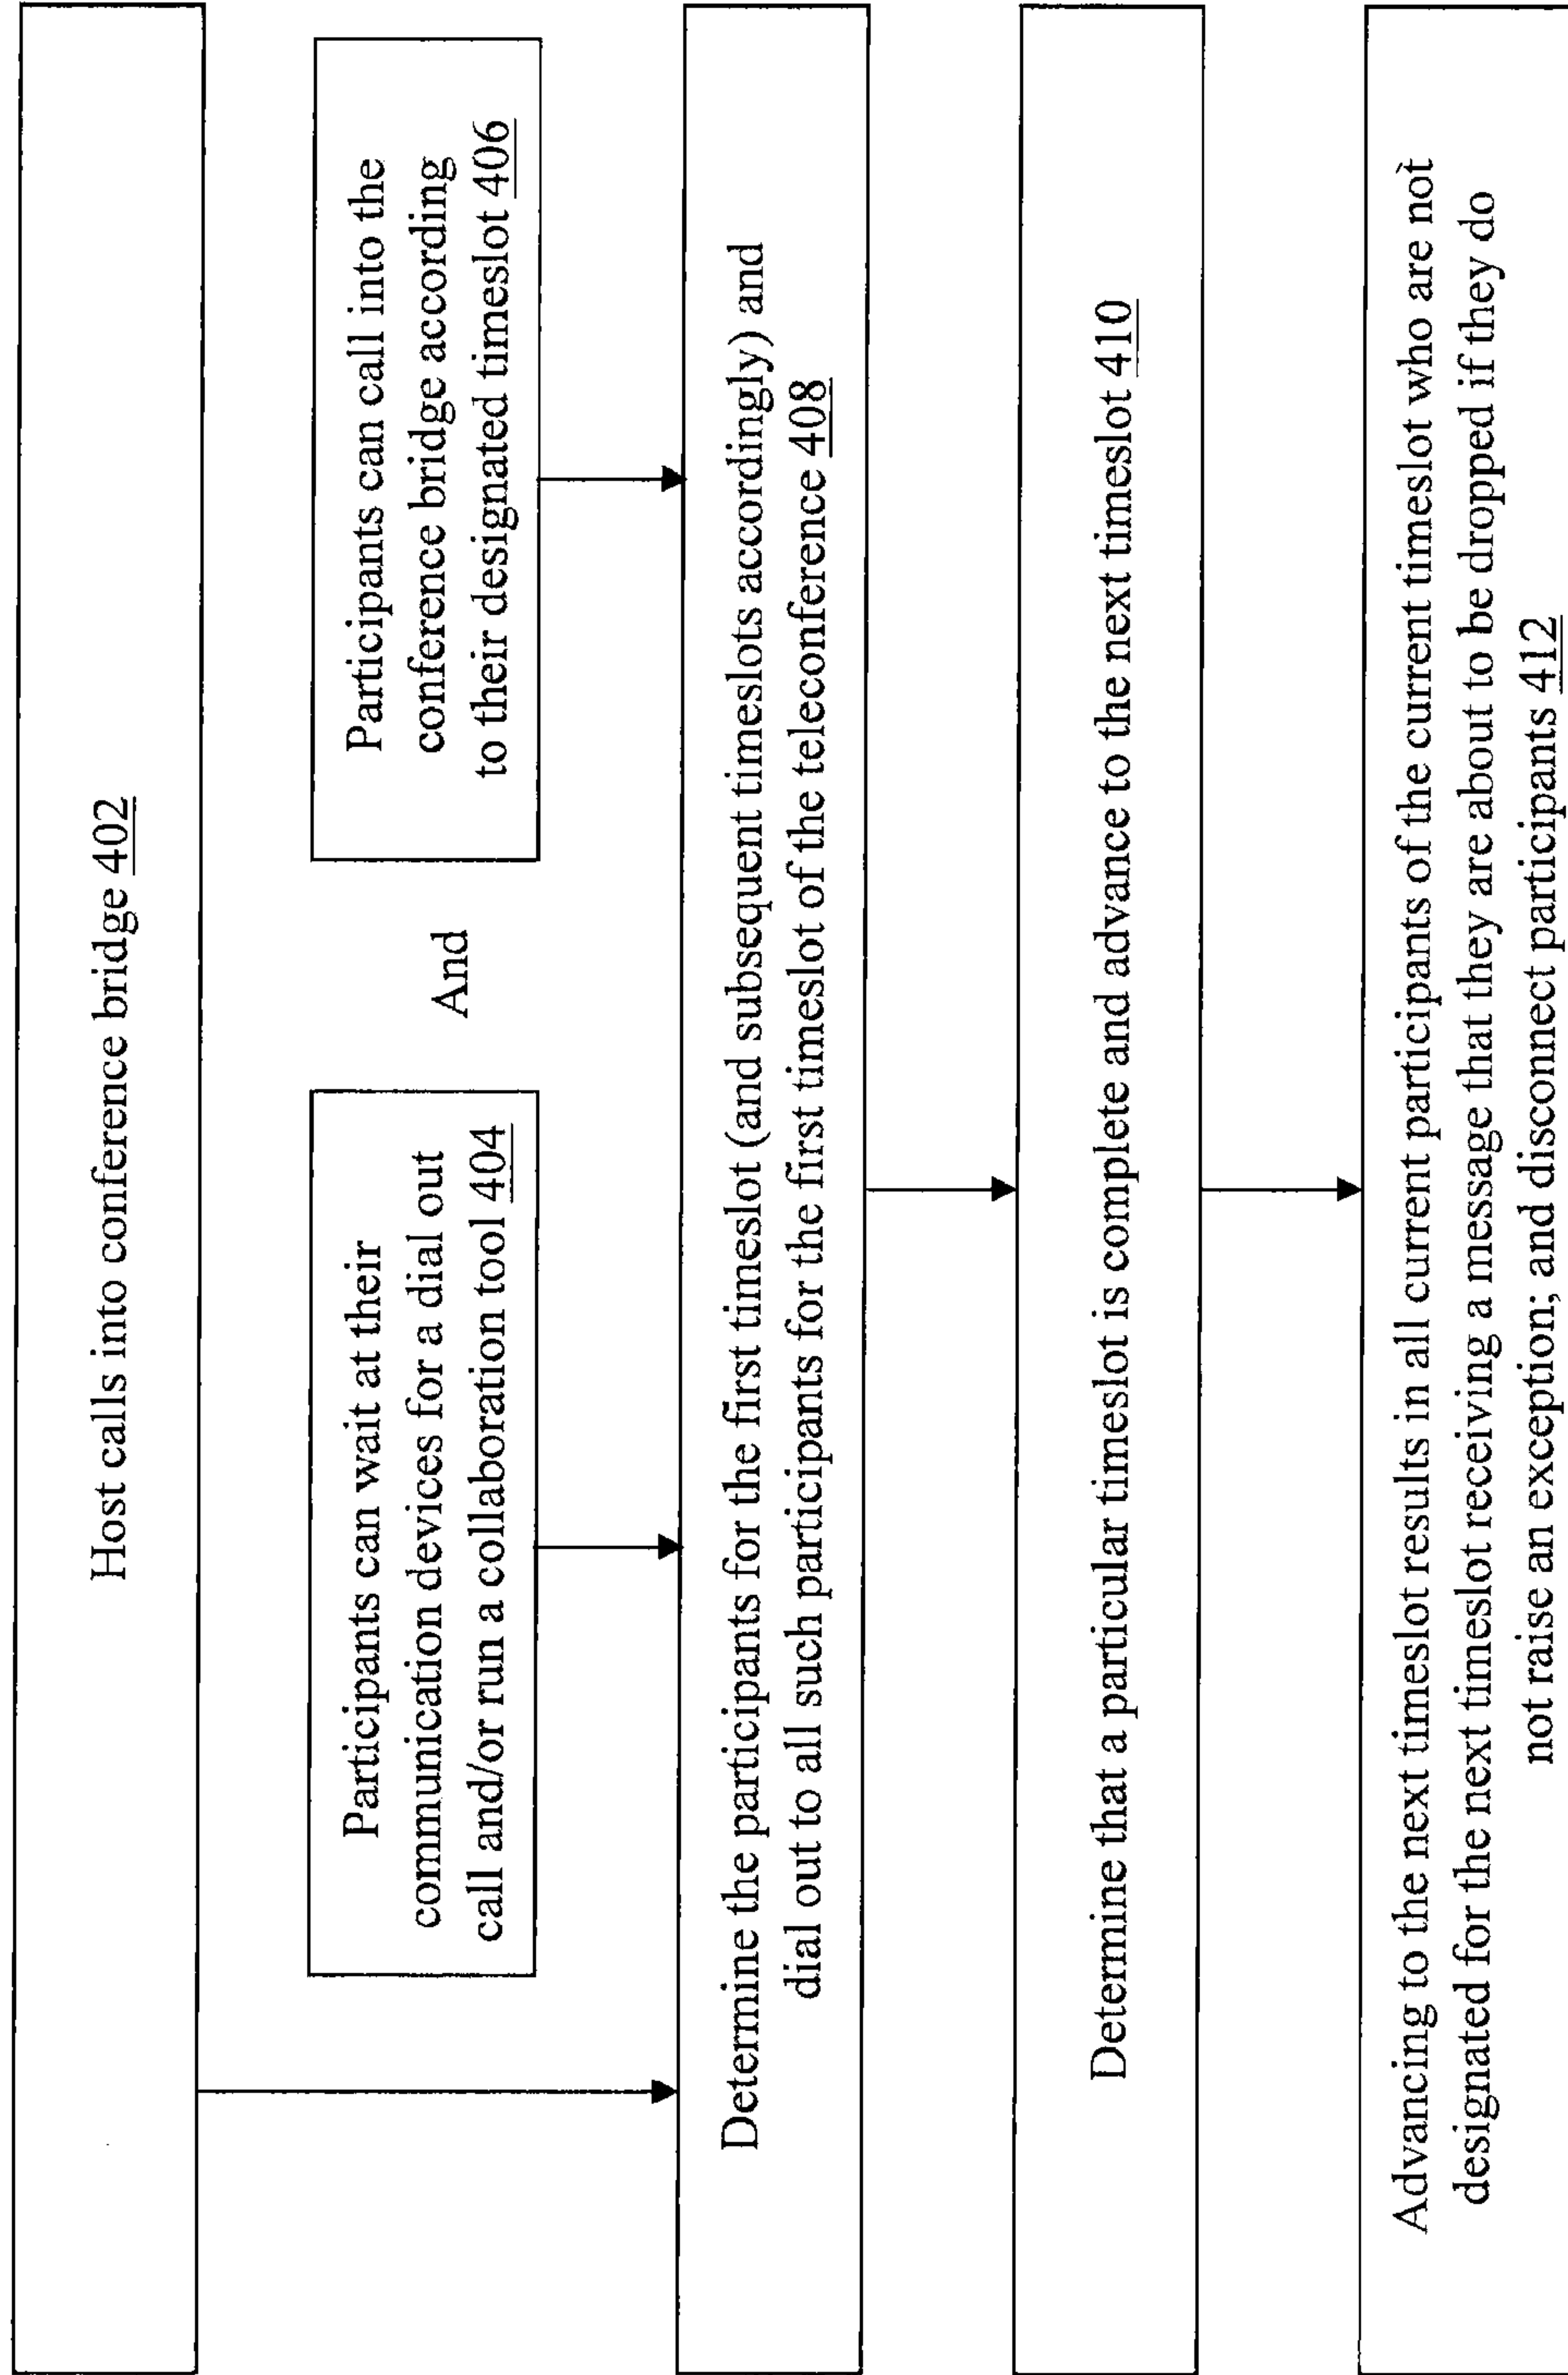 Host calls into conference bridge 402
Participants can wait at their
communication devices for a dial out
call and/or run a collaboration tool 404
And
Participants can call into the
conference bridge according
to their designated timeslot 406
Determine the participants for the first timeslot (and subsequent timeslots accordingly) and
dial out to all such participants for the first timeslot of the teleconference 408
Determine that a particular timeslot is complete and advance to the next timeslot 410
Advancing to the next timeslot results in all current participants of the current timeslot who are not
designated for the next timeslot receiving a message that they are about to be dropped if they do
not raise an exception; and disconnect participants 412